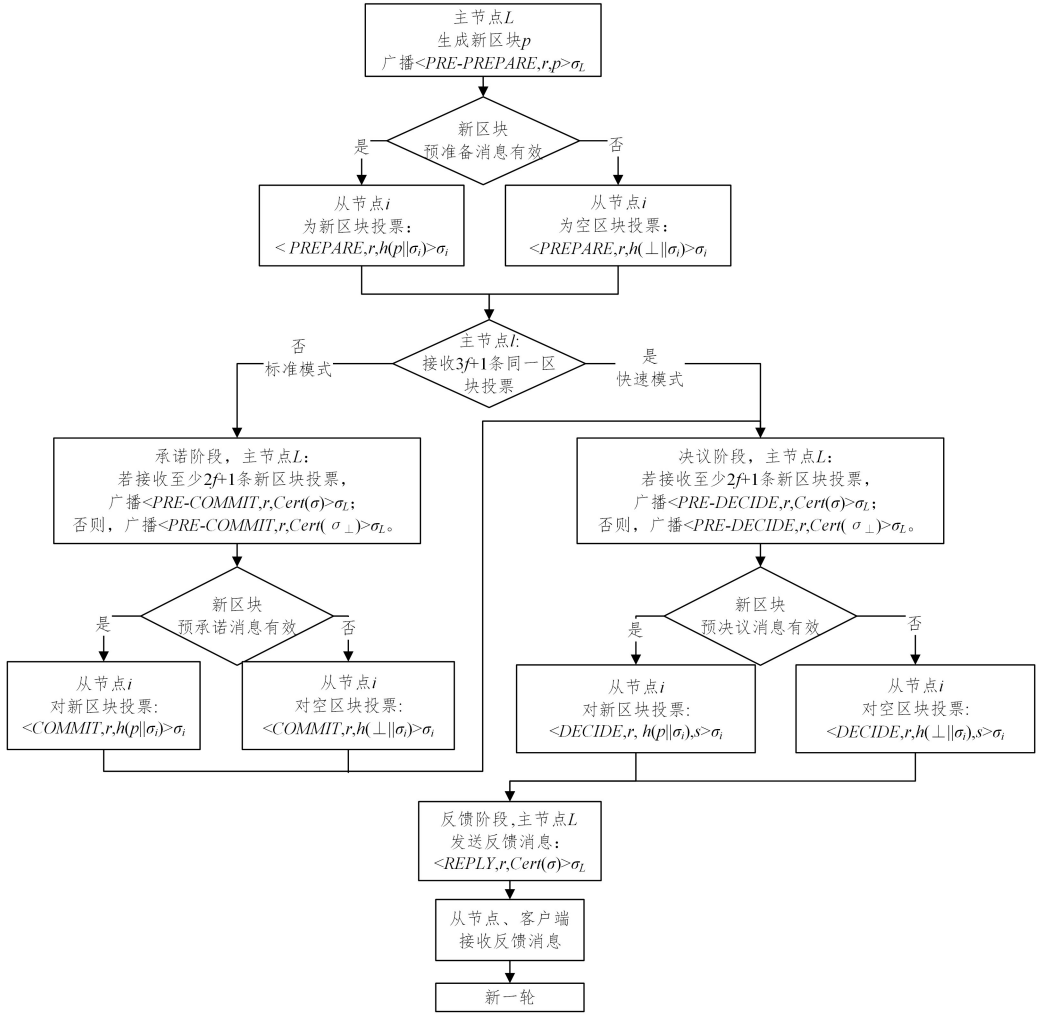 主节点L
生成新区块p
广播<PRE-PREPARE,r,p>σL
新区块
预准备消息有效
是
否
从节点i
为新区块投票：
< PREPARE,r,h(p||σi)>σi
从节点i
为空区块投票：
<PREPARE,r,h(⊥||σi)>σi
主节点l:
接收3f+1条同一区
块投票
否
标准模式
是
快速模式
承诺阶段，主节点L：
若接收至少2f+1条新区块投票，
广播<PRE-COMMIT,r,Cert(σ)>σL；
否则，广播<PRE-COMMIT,r,Cert( σ⊥)>σL。
决议阶段，主节点L：
若接收至少2f+1条新区块投票，
广播<PRE-DECIDE,r,Cert(σ)>σL；
否则，广播<PRE-DECIDE,r,Cert( σ⊥)>σL。
新区块
预承诺消息有效
是
否
新区块
预决议消息有效
是
否
从节点i
对新区块投票:
<COMMIT,r,h(p||σi)>σi
从节点i
对空区块投票:
<COMMIT,r,h(⊥||σi)>σi
从节点i
对新区块投票:
<DECIDE,r, h(p||σi),s>σi
从节点i
对空区块投票:
<DECIDE,r,h(⊥||σi),s>σi
反馈阶段,主节点L
发送反馈消息：
<REPLY,r,Cert(σ)>σL
从节点、客户端
接收反馈消息
新一轮